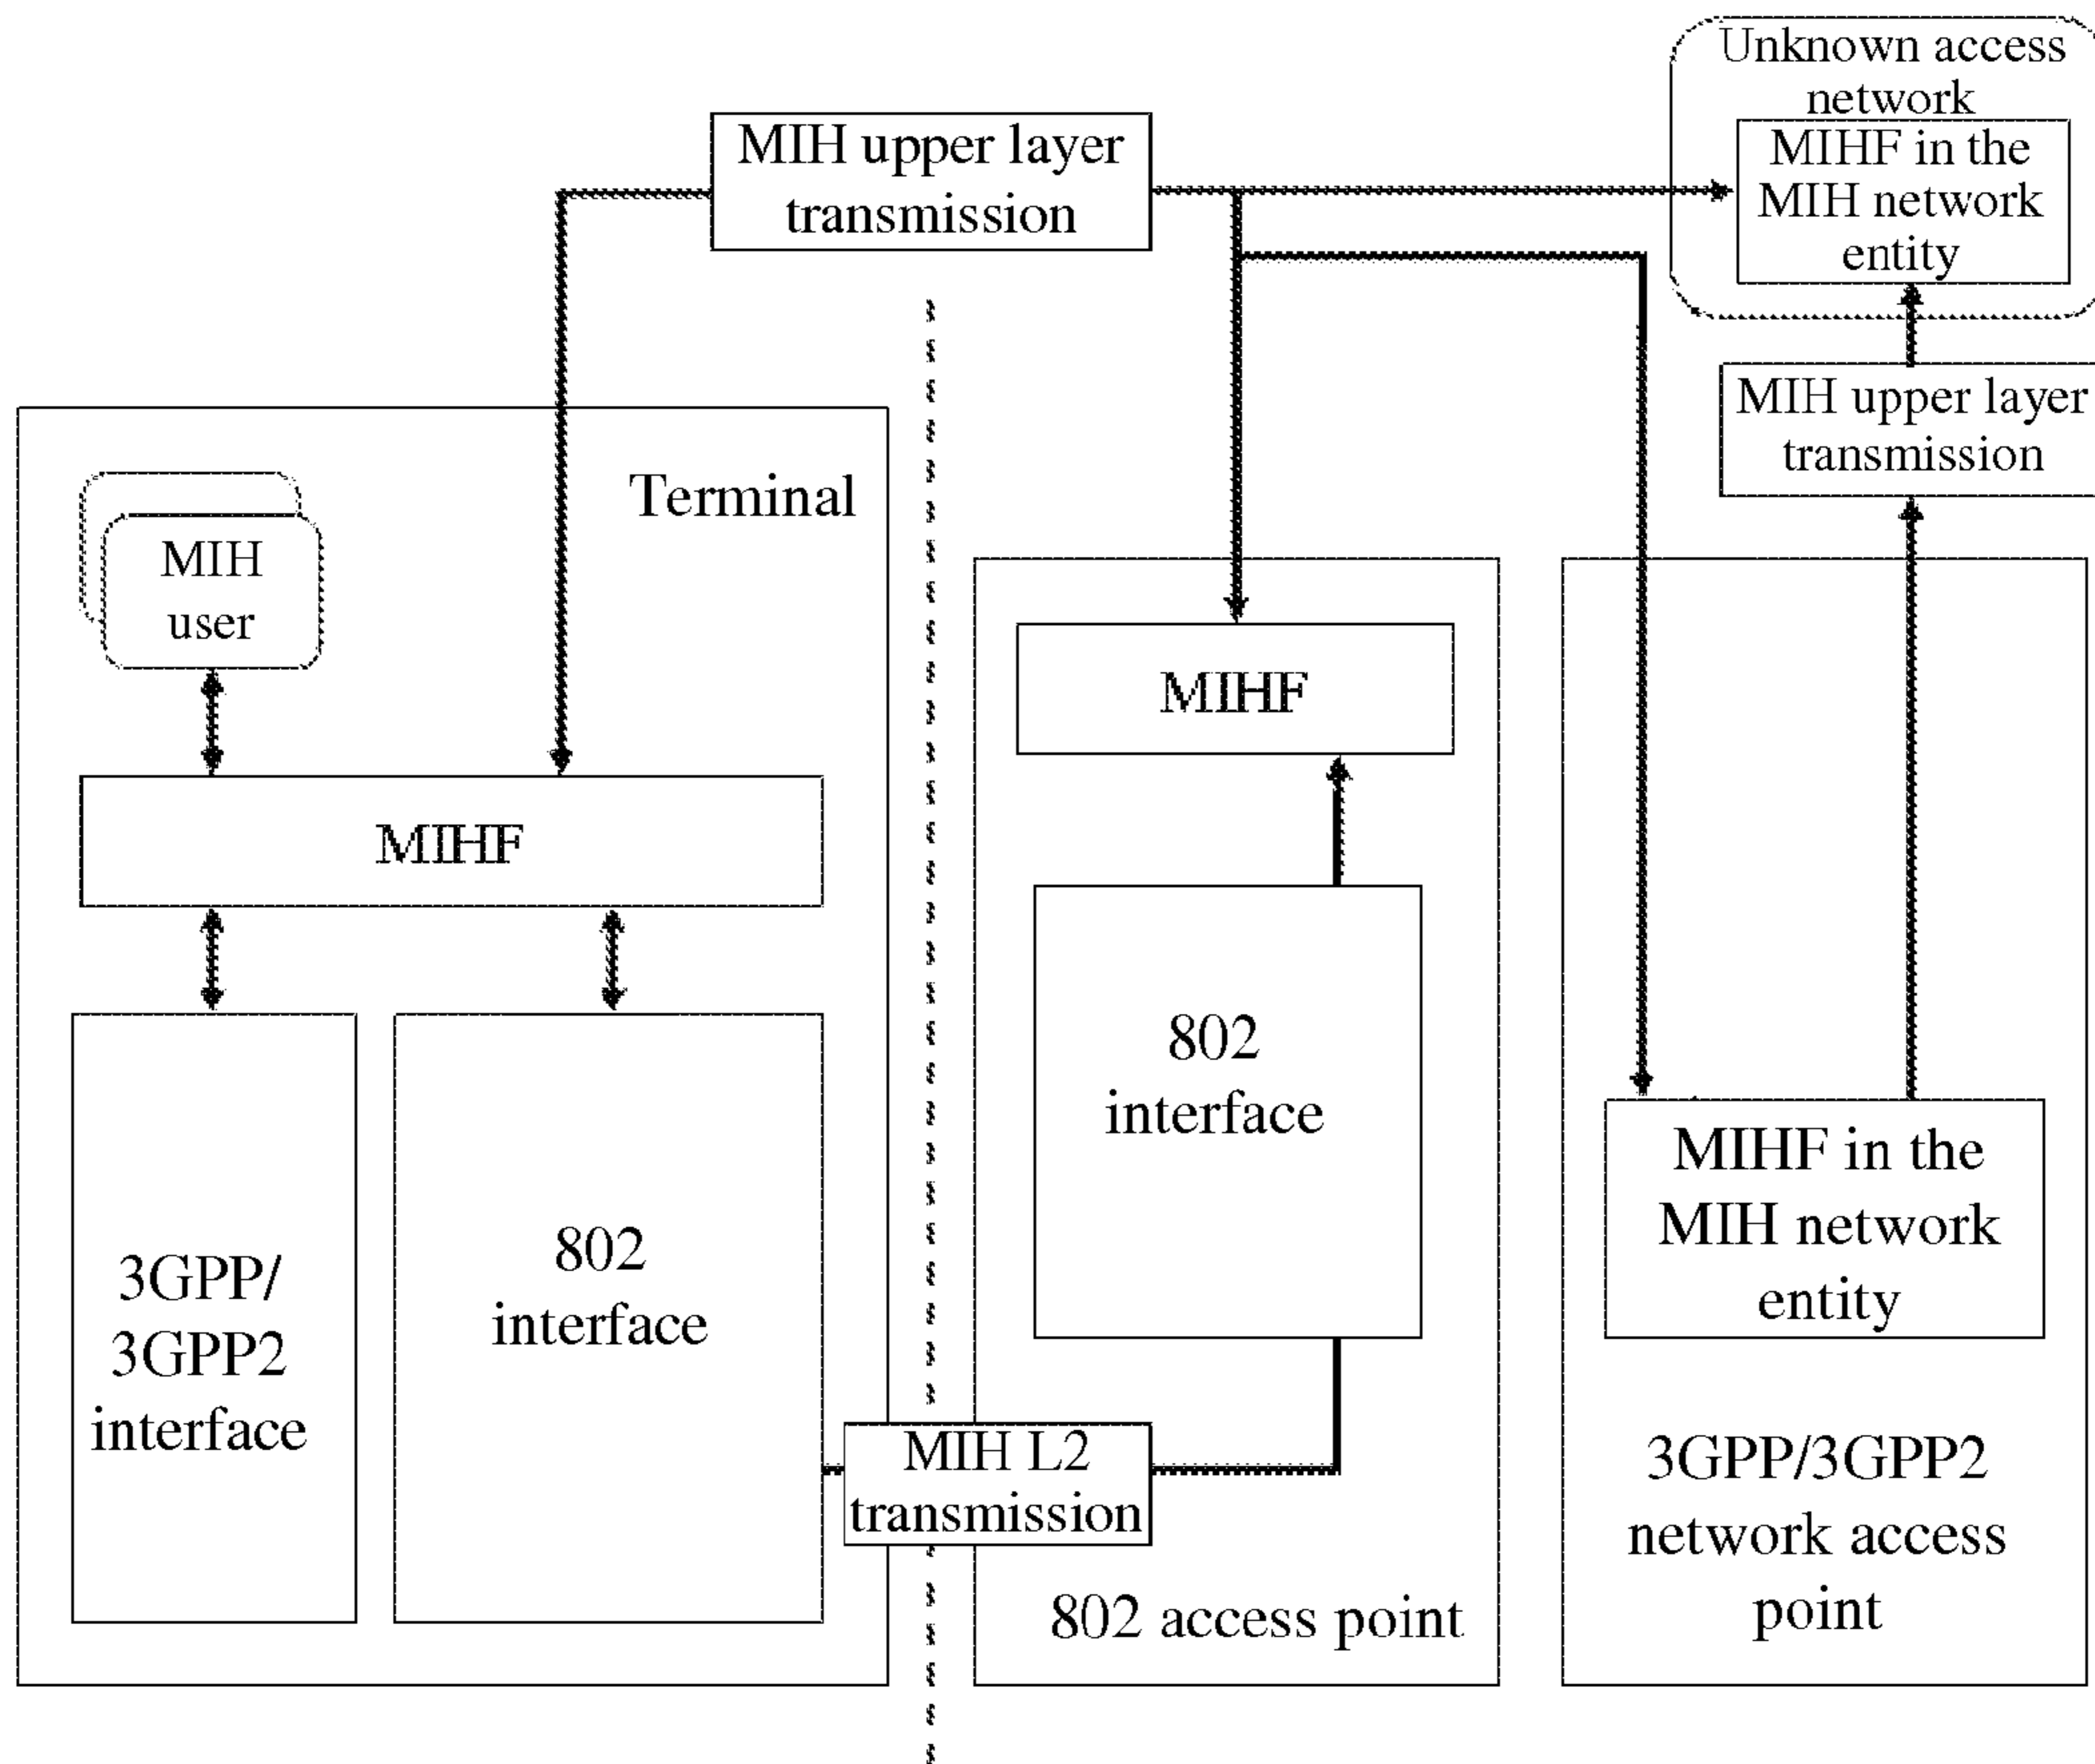 Unknown access
network
MIHF in the
MIH network
entity
MIH upper layer
transmission
MIH upper layer
transmission
Terminal
MIH
user
MIHF
3GPP/
3GPP2
interface
802
interface
MIH L2
transmission
MIHF
802
interface
802 access point
MIHF in the
MIH network
entity
3GPP/3GPP2
network access
point